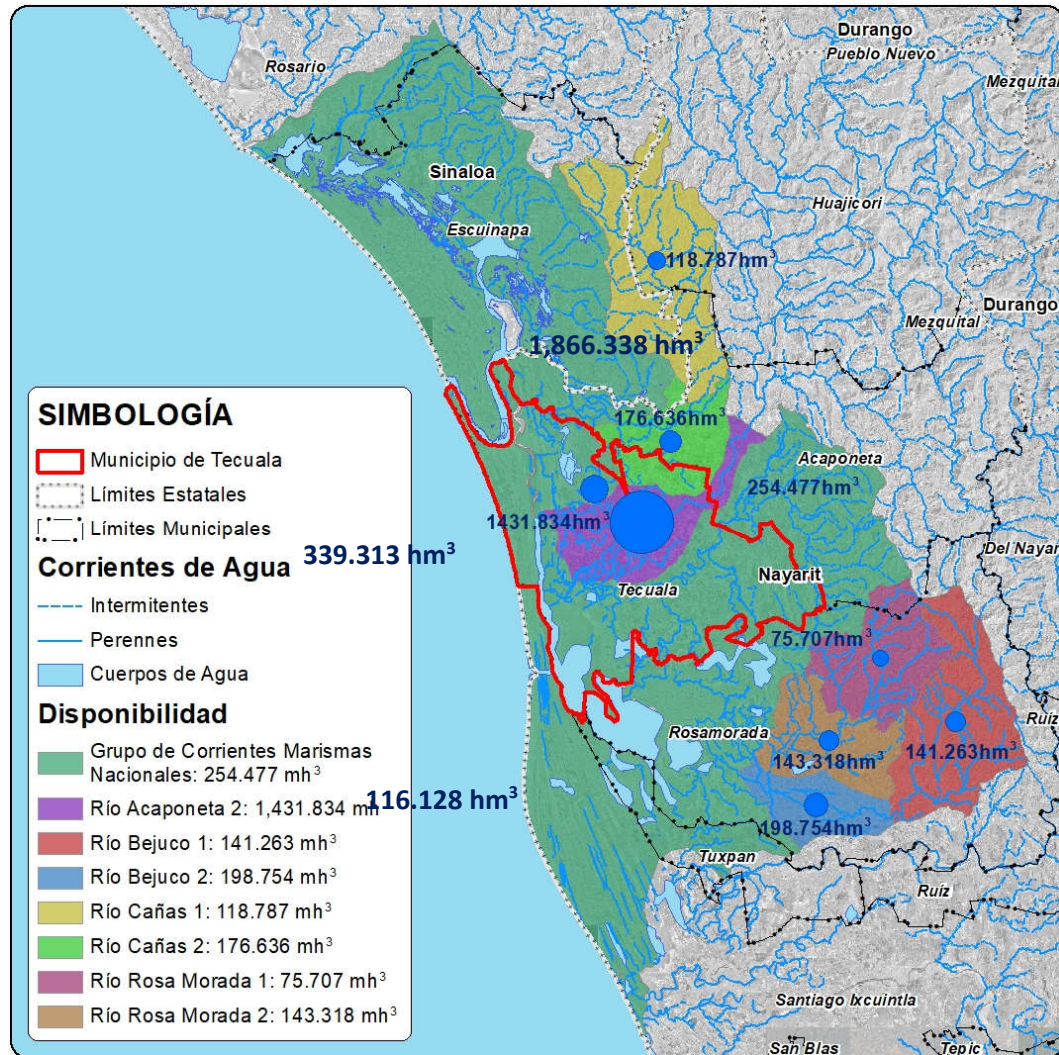 Durango
Pueblo Nuevo
Rosario
Mezquital
Sinaloa
Huajicori
Escuinapa
118.787hm³
Durango
Mezquital
1,866.338 hm³
176.636hm³
Acaponeta
254.477hm³
1431.834hm³
339.313 hm³
Del Nayar
Nayarit
Tecuala
75.707hm³
Ruíz
Rosamorada
143.318hm³
141.263hm³
116.128 hm³
198.754hm³
Tuxpan
Ruíz
Santiago Ixcuintla
San Blas
Tepic
SIMBOLOGÍA
Municipio de Tecuala
Límites Estatales
Límites Municipales
Corrientes de Agua
Intermitentes
Perennes
Cuerpos de Agua
Disponibilidad
Grupo de Corrientes Marismas
Nacionales: 254.477 mh³
Río Acaponeta 2: 1,431.834 mh
Río Bejuco 1: 141.263 mh³
Río Bejuco 2: 198.754 mh³
Río Cañas 1: 118.787 mh³
Río Cañas 2: 176.636 mh³
Río Rosa Morada 1: 75.707 mh³
Río Rosa Morada 2: 143.318 mh³